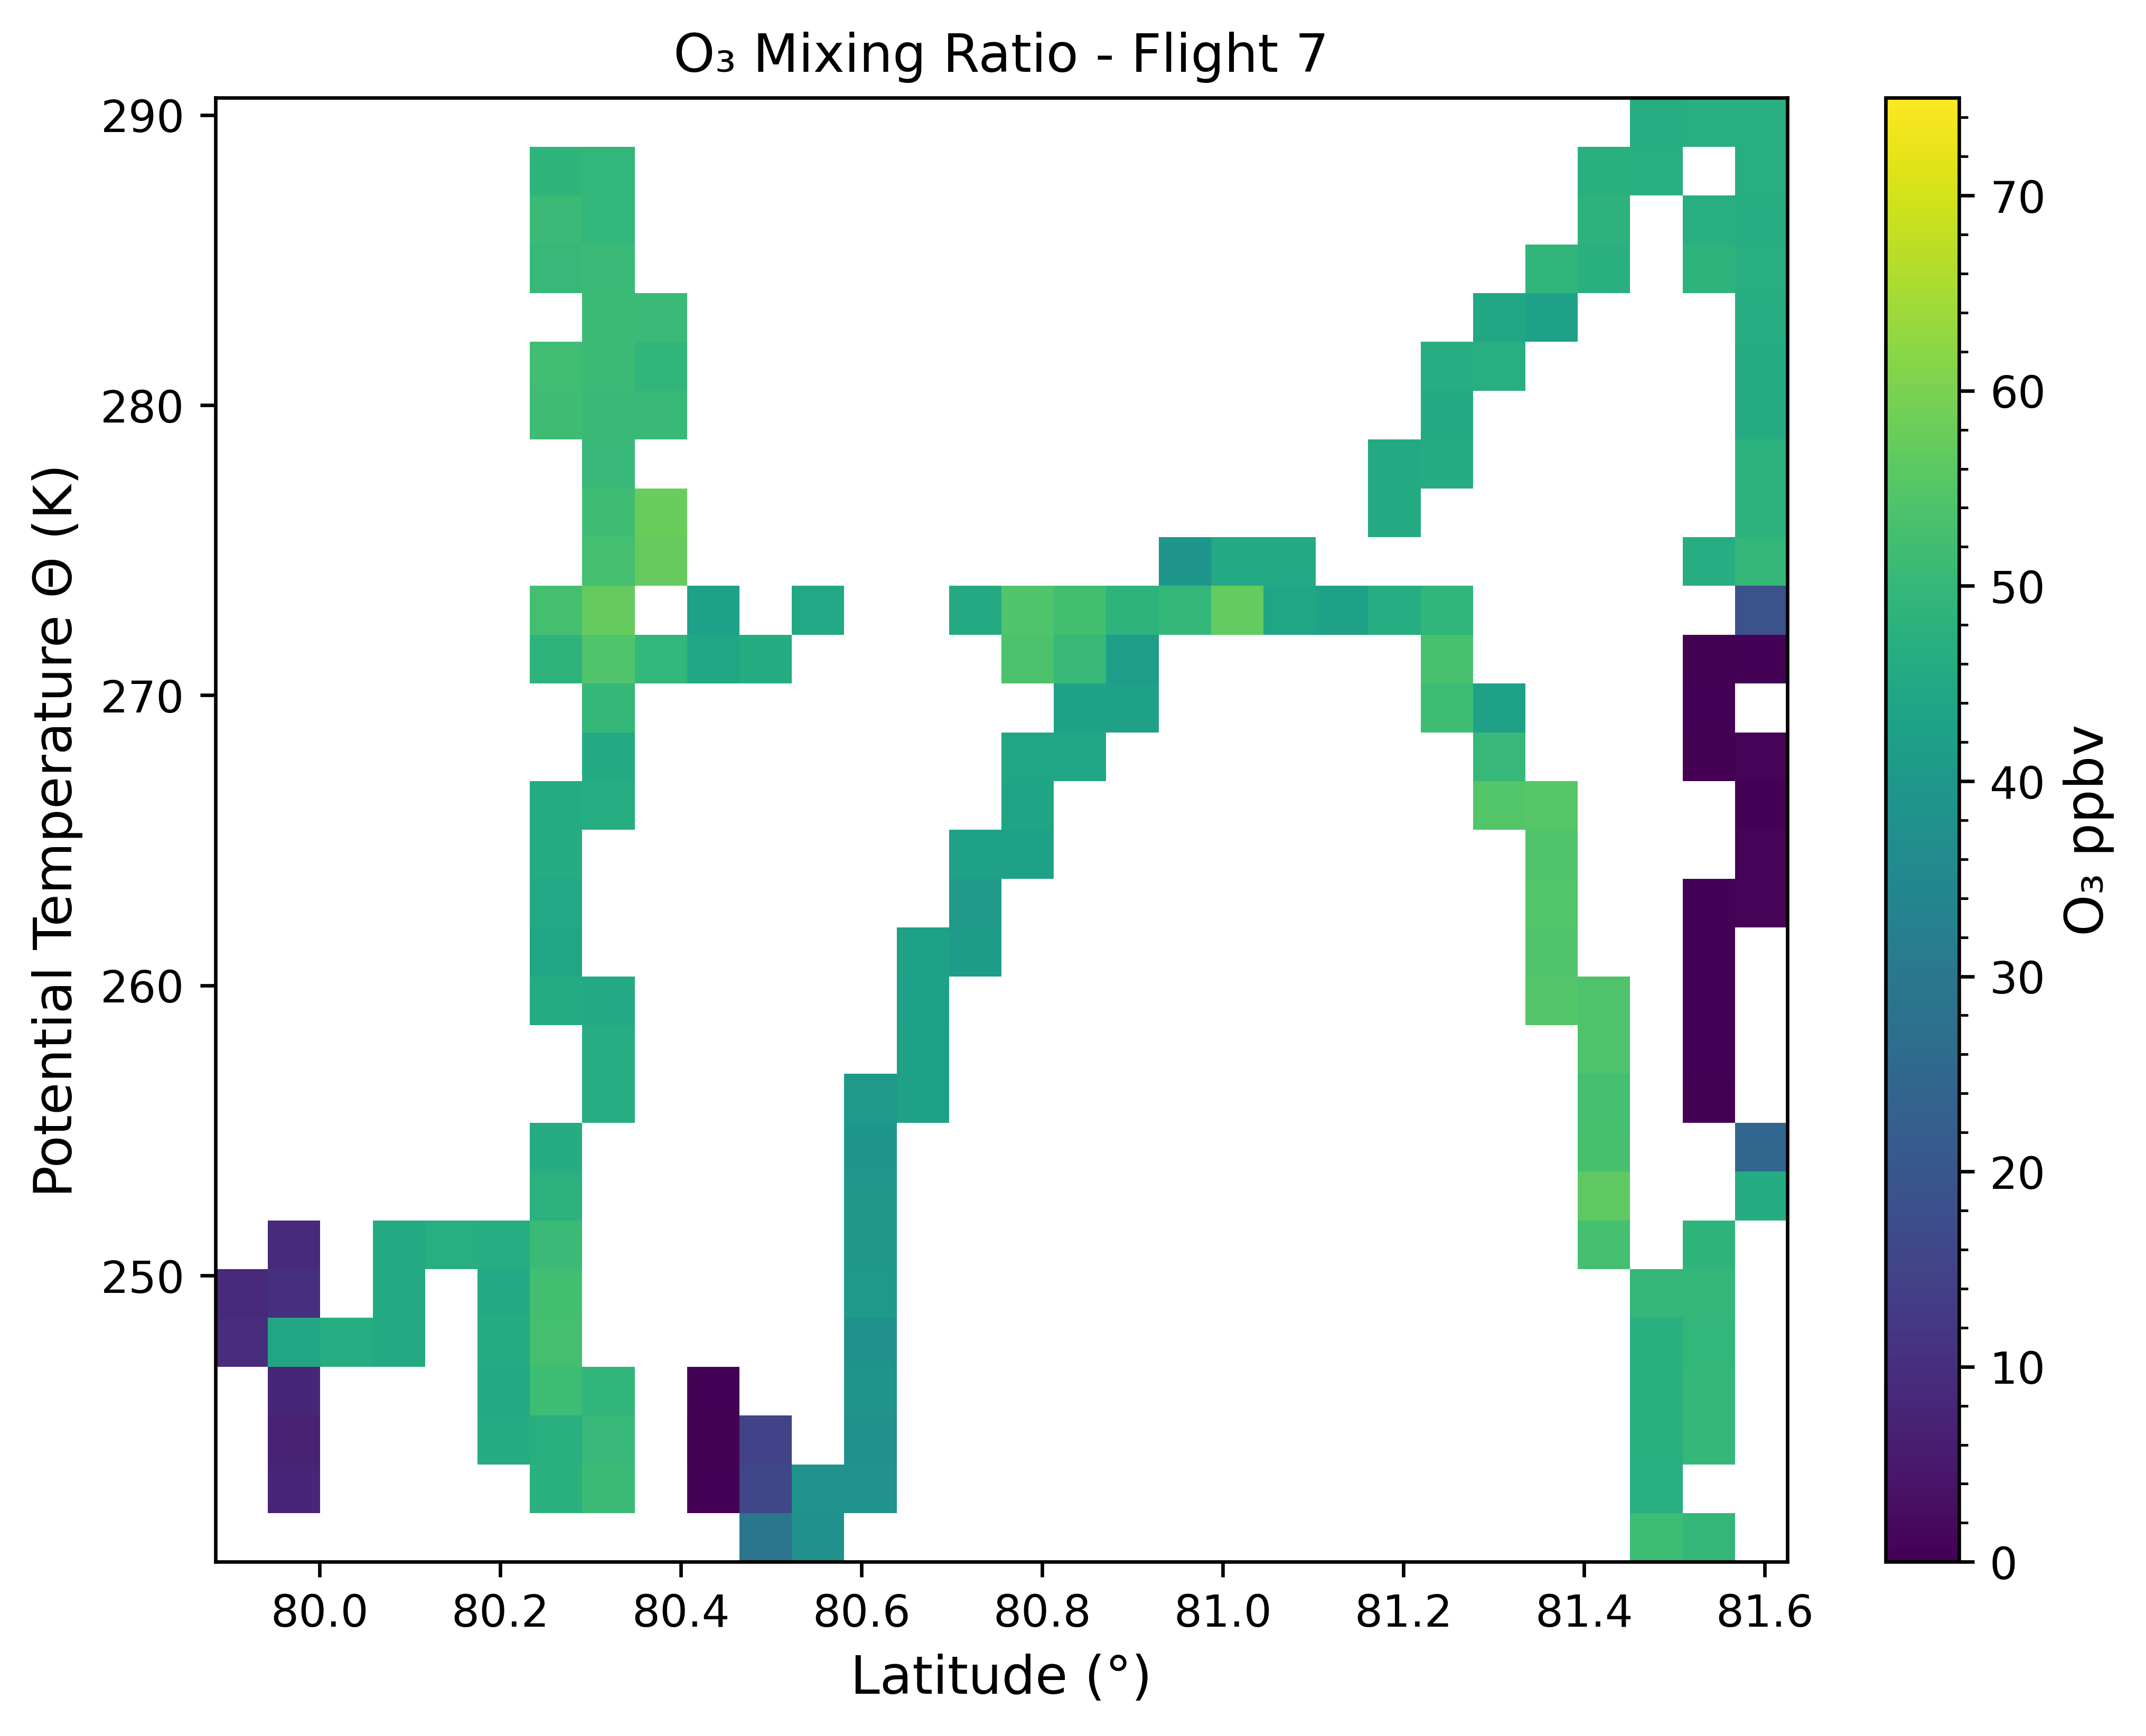 O₃ Mixing Ratio - Flight 7
290
280
270
260
250
Potential Temperature Θ (K)
80.0 80.2 80.4 80.6 80.8 81.0 81.2 81.4 81.6
Latitude (°)
70
60
50
40
30
20
10
0
O₃ ppbv